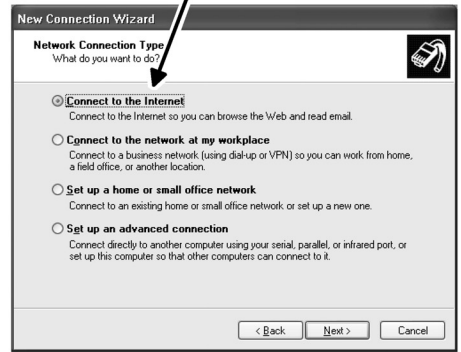 New Connection Wizard
Network Connection Type
What do you want to do?
Connect to the Internet
Connect to the Internet so you can browse the Web and read email.
Connect to the network at my workplace
Connect to a business network (using dial-up or VPN) so you can work from home,
a field office, or another location.
Set up a home or small office network
Connect to an existing home or small office network or set up a new one.
Set up an advanced connection
Connect directly to another computer using your serial, parallel, or infrared port, or
set up this computer so that other computers can connect to it.
< Back Next > Cancel